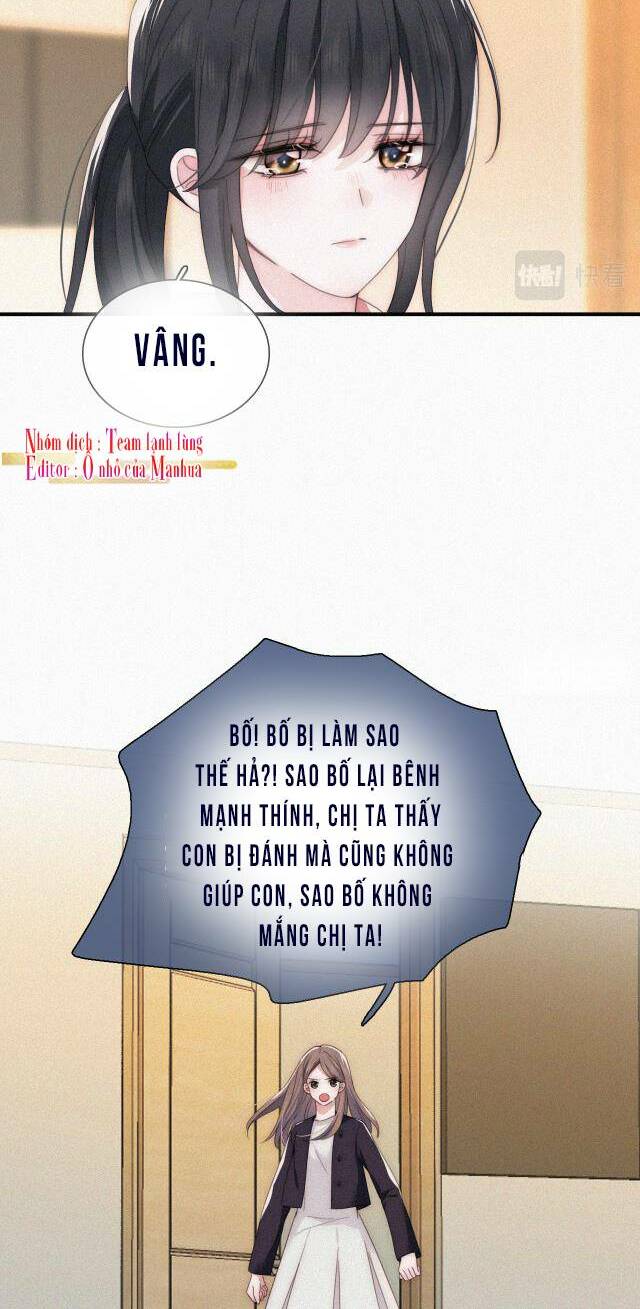 快看! 快看
VÂNG.
Nhóm dịch : Team lạnh lùng
Editor : Ổ nhỏ của Manhua
BỐ! BỐ BỊ LÀM SAO
THẾ HẢ?! SAO BỐ LẠI BÊNH
MẠNH THÍNH, CHỊ TA THẤY
CON BỊ ĐÁNH MÀ CŨNG KHÔNG
GIÚP CON, SAO BỐ KHÔNG
MẮNG CHỊ TA!